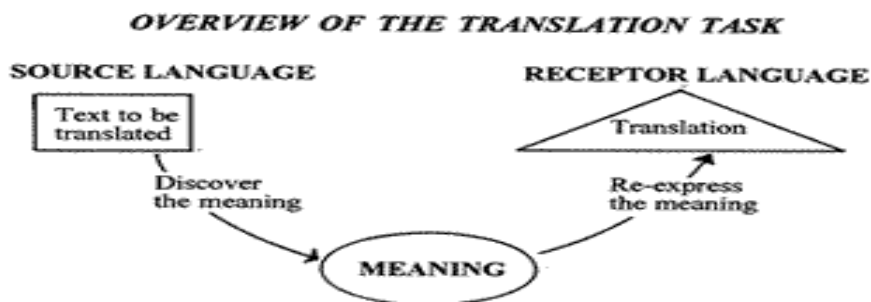 OVERVIEW OF THE TRANSLATION TASK
SOURCE LANGUAGE
RECEPTOR LANGUAGE
Text to be
translated
Translation
Discover
the meaning
Re-express
the meaning
MEANING